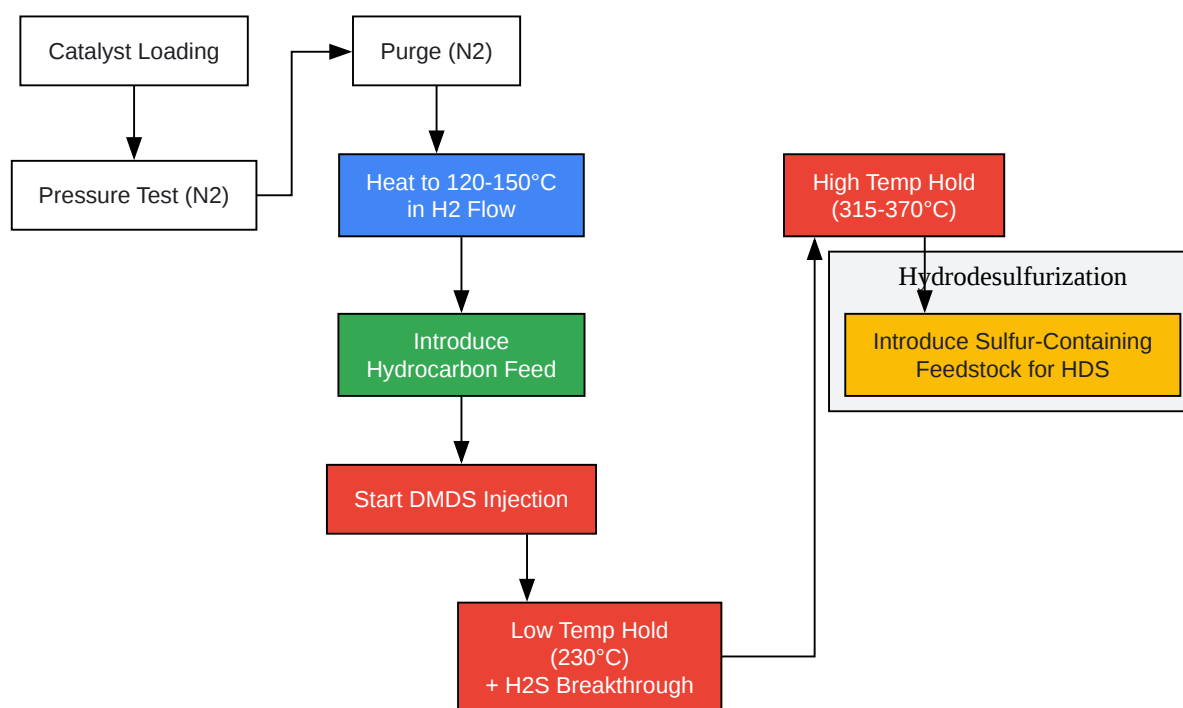 Catalyst Loading
Pressure Test (N2)
Purge (N2)
Heat to 120-150°C
in H2 Flow
Introduce
Hydrocarbon Feed
Start DMDS Injection
Low Temp Hold
(230°C)
+ H2S Breakthrough
High Temp Hold
(315-370°C)
Hydrodesulfurization
Introduce Sulfur-Containing
Feedstock for HDS